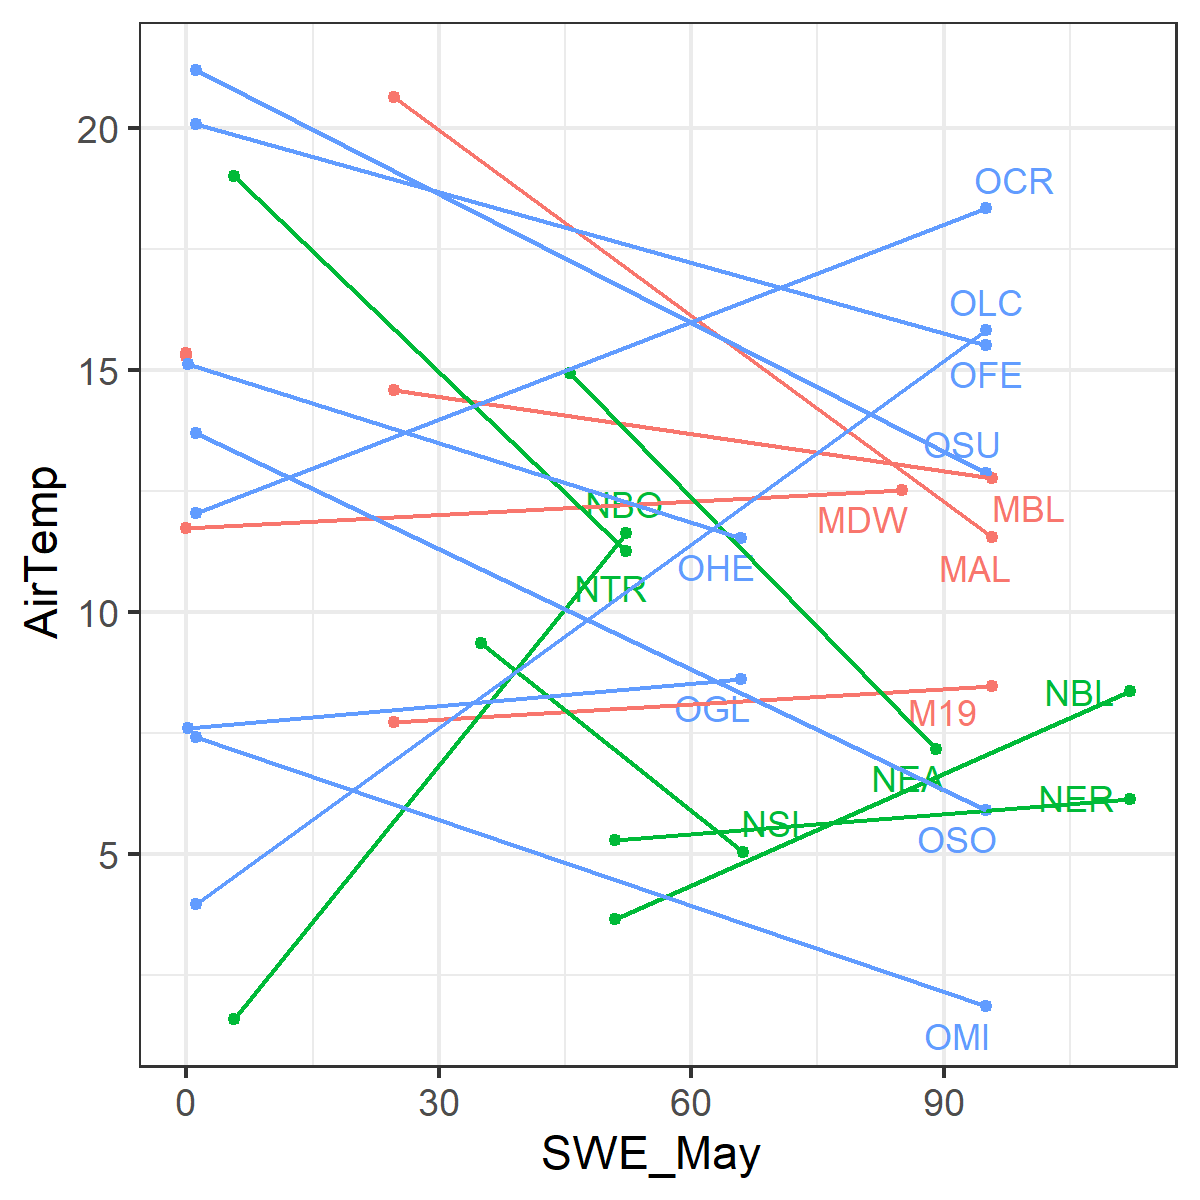 20
15
10
5
AirTemp
OCR
OLC
OFE
OSU
NBO
MDW
MBL
OHE
MAL
NTR
NBL
OGL
M19
NEA
NER
NSI
OSO
OMI
0 30 60 90
SWE_May